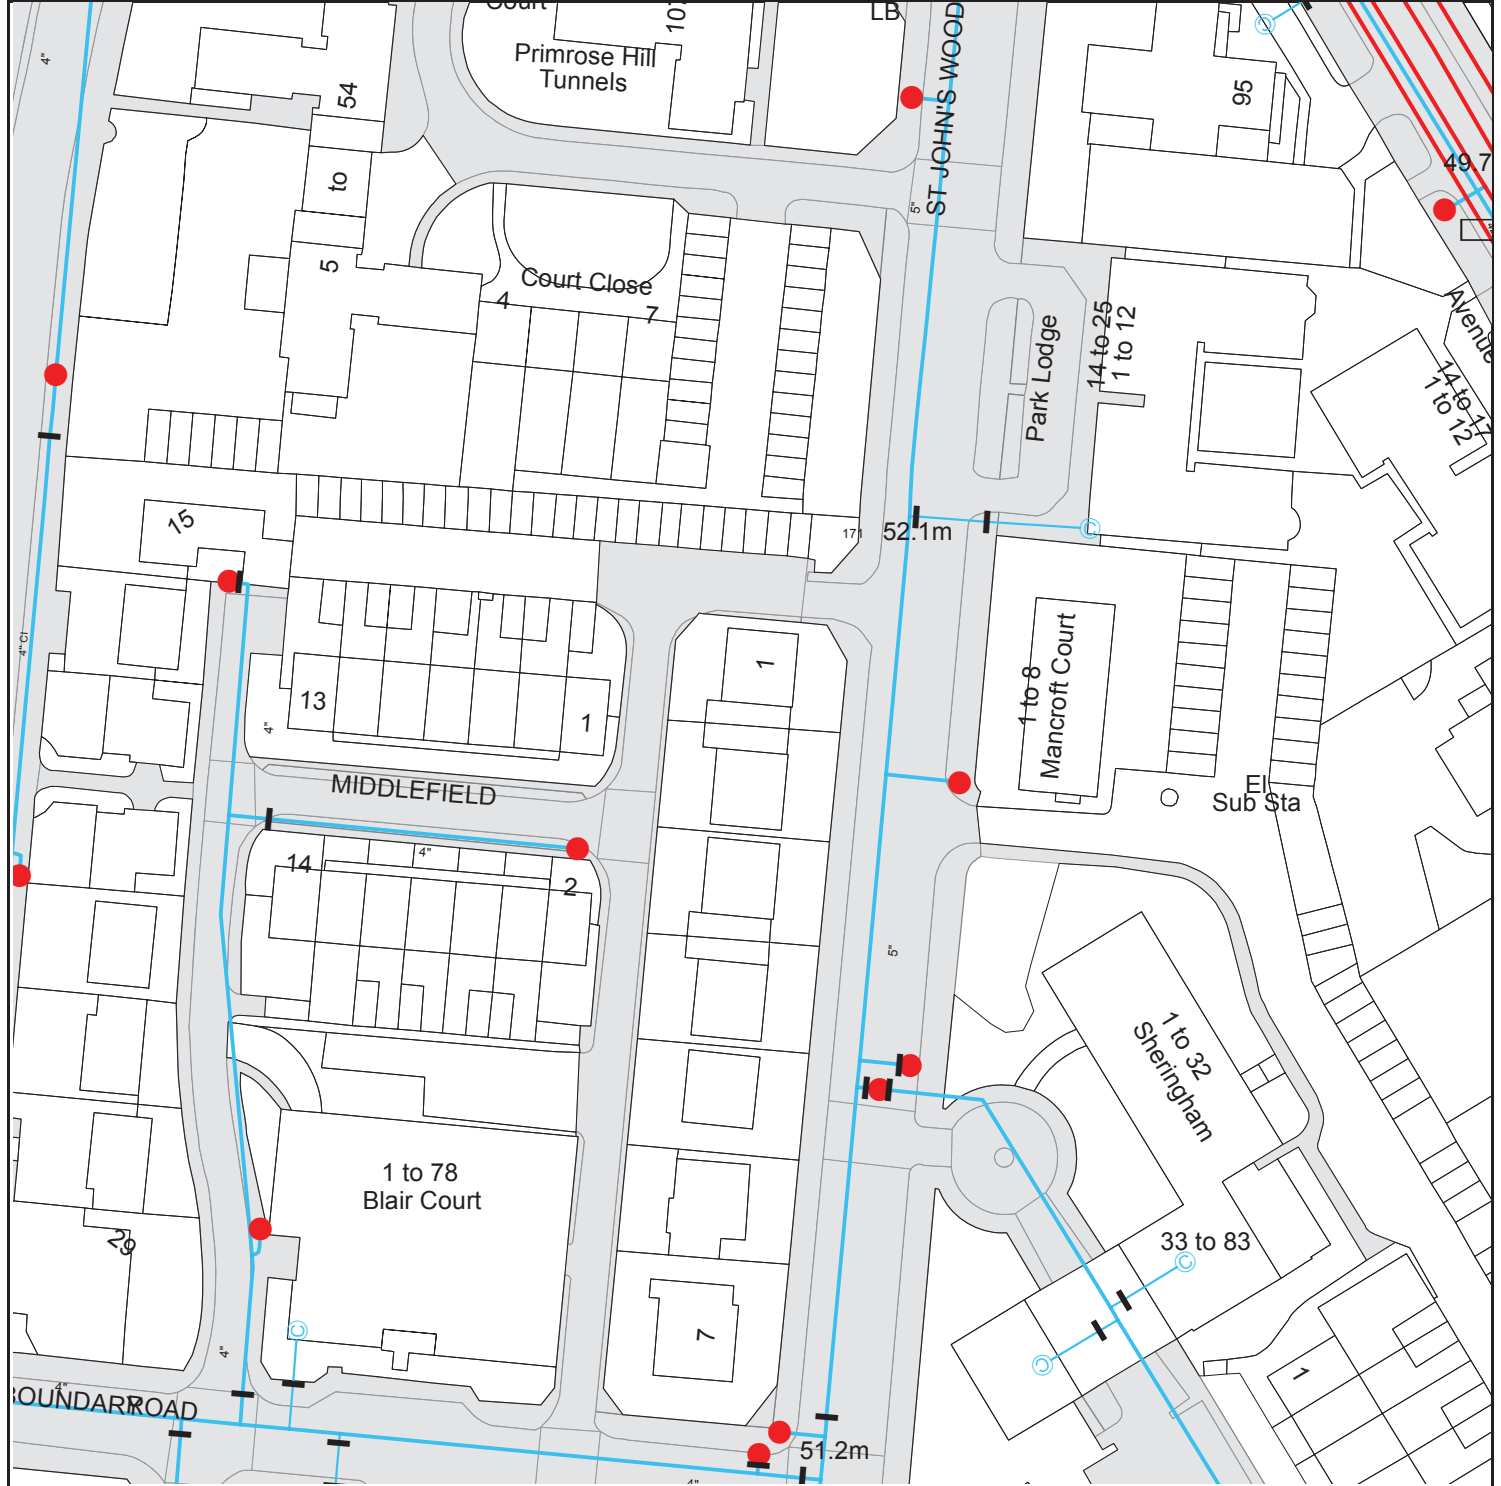 Court
LB
101
Primrose Hill
Tunnels
ST JOHN'S WOOD
54
95
4"
to
5
5"
49.7
Court Close
4
7
Park Lodge
14 to 25
1 to 12
Avenue
14 to 17
1 to 12
15
171
52.1m
4" CI
13
1
1
4"
1 to 8
Mancroft Court
MIDDLEFIELD
El
Sub Sta
14
4"
2
5"
1 to 32
Sheringham
1 to 78
Blair Court
29
33 to 83
7
4"
1
4"
BOUNDARY
ROAD
51.2m
4"